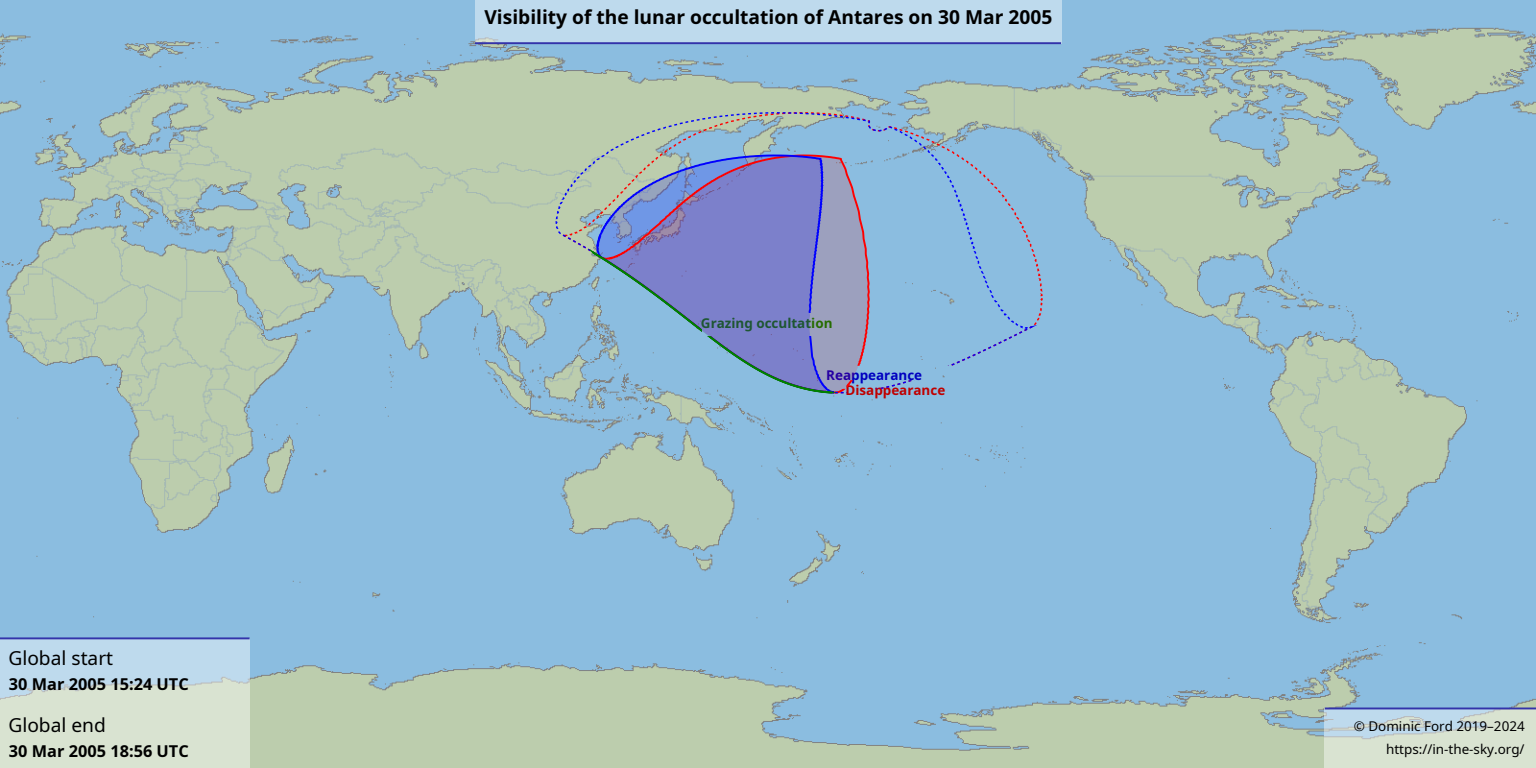 Visibility of the lunar occultation of Antares on 30 Mar 2005
Grazing occultation
Reappearance
Disappearance
Global start
30 Mar 2005 15:24 UTC
Global end
30 Mar 2005 18:56 UTC
© Dominic Ford 2019–2024
https://in-the-sky.org/